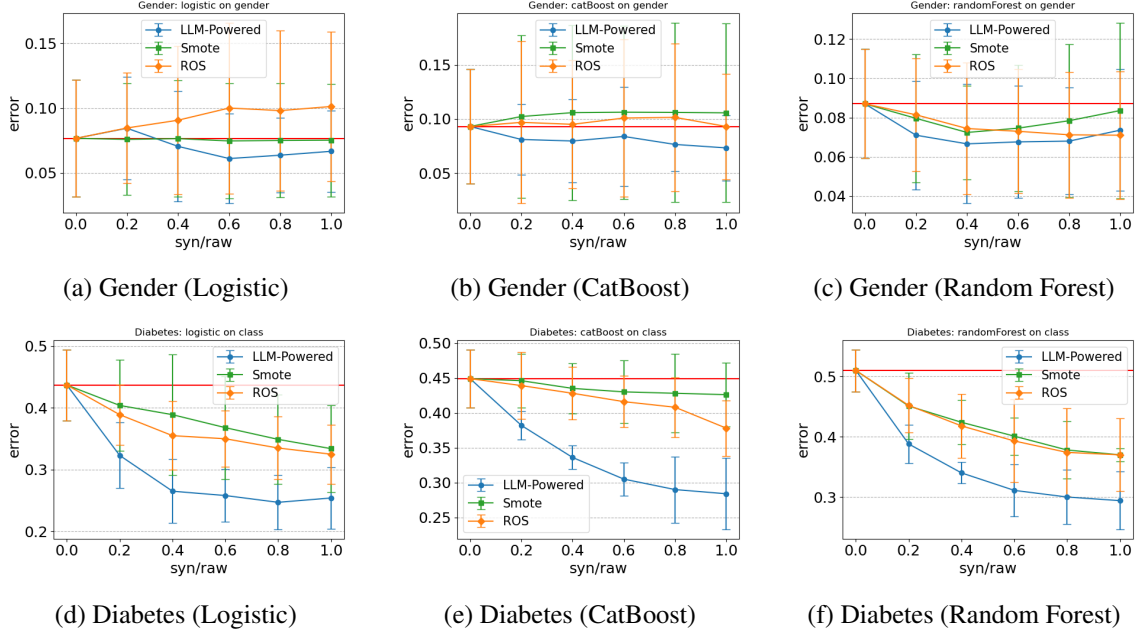 Gender: logistic on gender
LLM-Powered
Smote
ROS
0.15
0.10
0.05
error
0.0 0.2 0.4 0.6 0.8 1.0
syn/raw
(a) Gender (Logistic)
Gender: catBoost on gender
LLM-Powered
Smote
ROS
0.15
0.10
0.05
error
0.0 0.2 0.4 0.6 0.8 1.0
syn/raw
(b) Gender (CatBoost)
Gender: randomForest on gender
LLM-Powered
Smote
ROS
0.12
0.10
0.08
0.06
0.04
error
0.0 0.2 0.4 0.6 0.8 1.0
syn/raw
(c) Gender (Random Forest)
Diabetes: logistic on class
LLM-Powered
Smote
ROS
0.5
0.4
0.3
0.2
error
0.0 0.2 0.4 0.6 0.8 1.0
syn/raw
(d) Diabetes (Logistic)
Diabetes: catBoost on class
0.50
0.45
0.40
0.35
0.30
0.25
error
LLM-Powered
Smote
ROS
0.0 0.2 0.4 0.6 0.8 1.0
syn/raw
(e) Diabetes (CatBoost)
Diabetes: randomForest on class
LLM-Powered
Smote
ROS
0.5
0.4
0.3
error
0.0 0.2 0.4 0.6 0.8 1.0
syn/raw
(f) Diabetes (Random Forest)